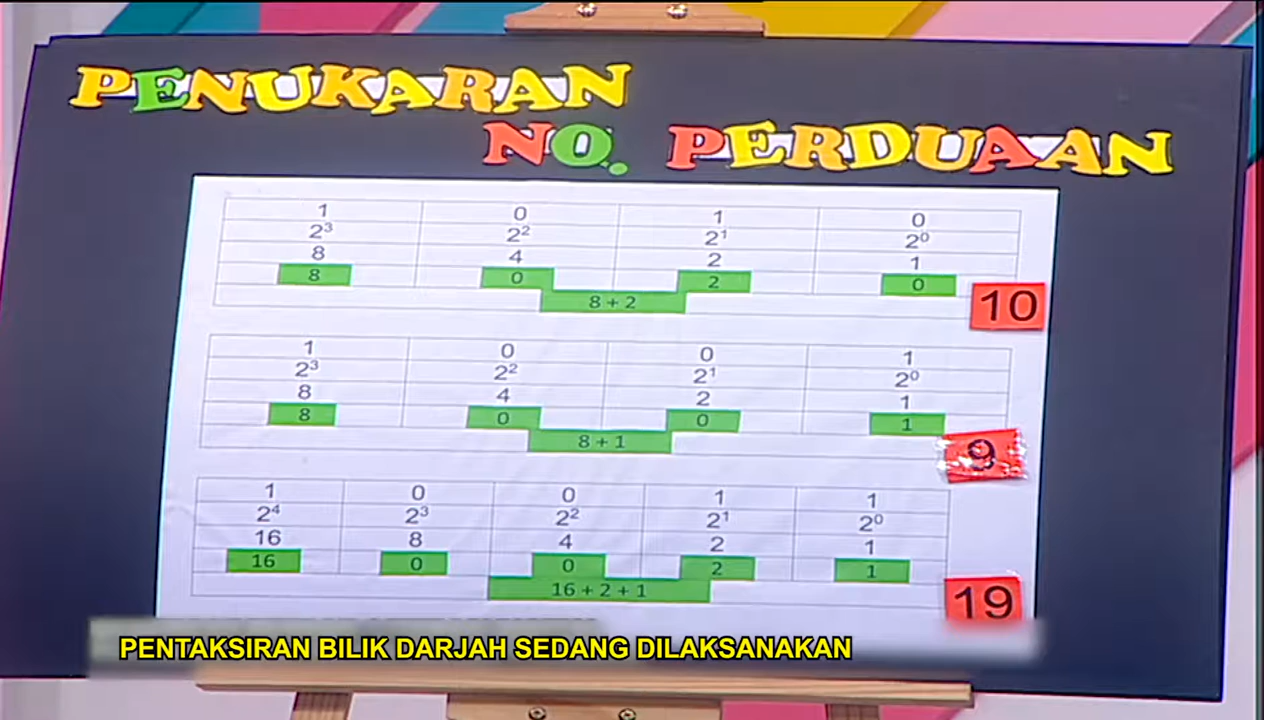 PENUKARAN
NO. PERDUAAN
1 0 1 0
2³ 2² 2¹ 2⁰
8 4 2 1
8 0 2 0
8 + 2
10
1 0 0 1
2³ 2² 2¹ 2⁰
8 4 2 1
8 0 0 1
8 + 1
9
1 0 0 1 1
2⁴ 2³ 2² 2¹ 2⁰
16 8 4 2 1
16 0 0 2 1
16 + 2 + 1
19
PENTAKSIRAN BILIK DARJAH SEDANG DILAKSANAKAN